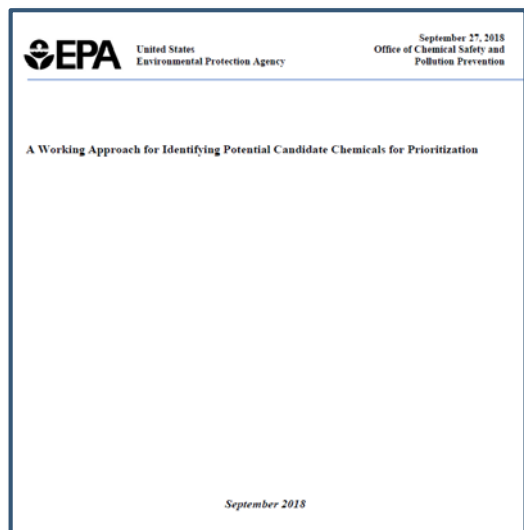 EPA
United States
Environmental Protection Agency
September 27, 2018
Office of Chemical Safety and
Pollution Prevention
A Working Approach for Identifying Potential Candidate Chemicals for Prioritization
September 2018